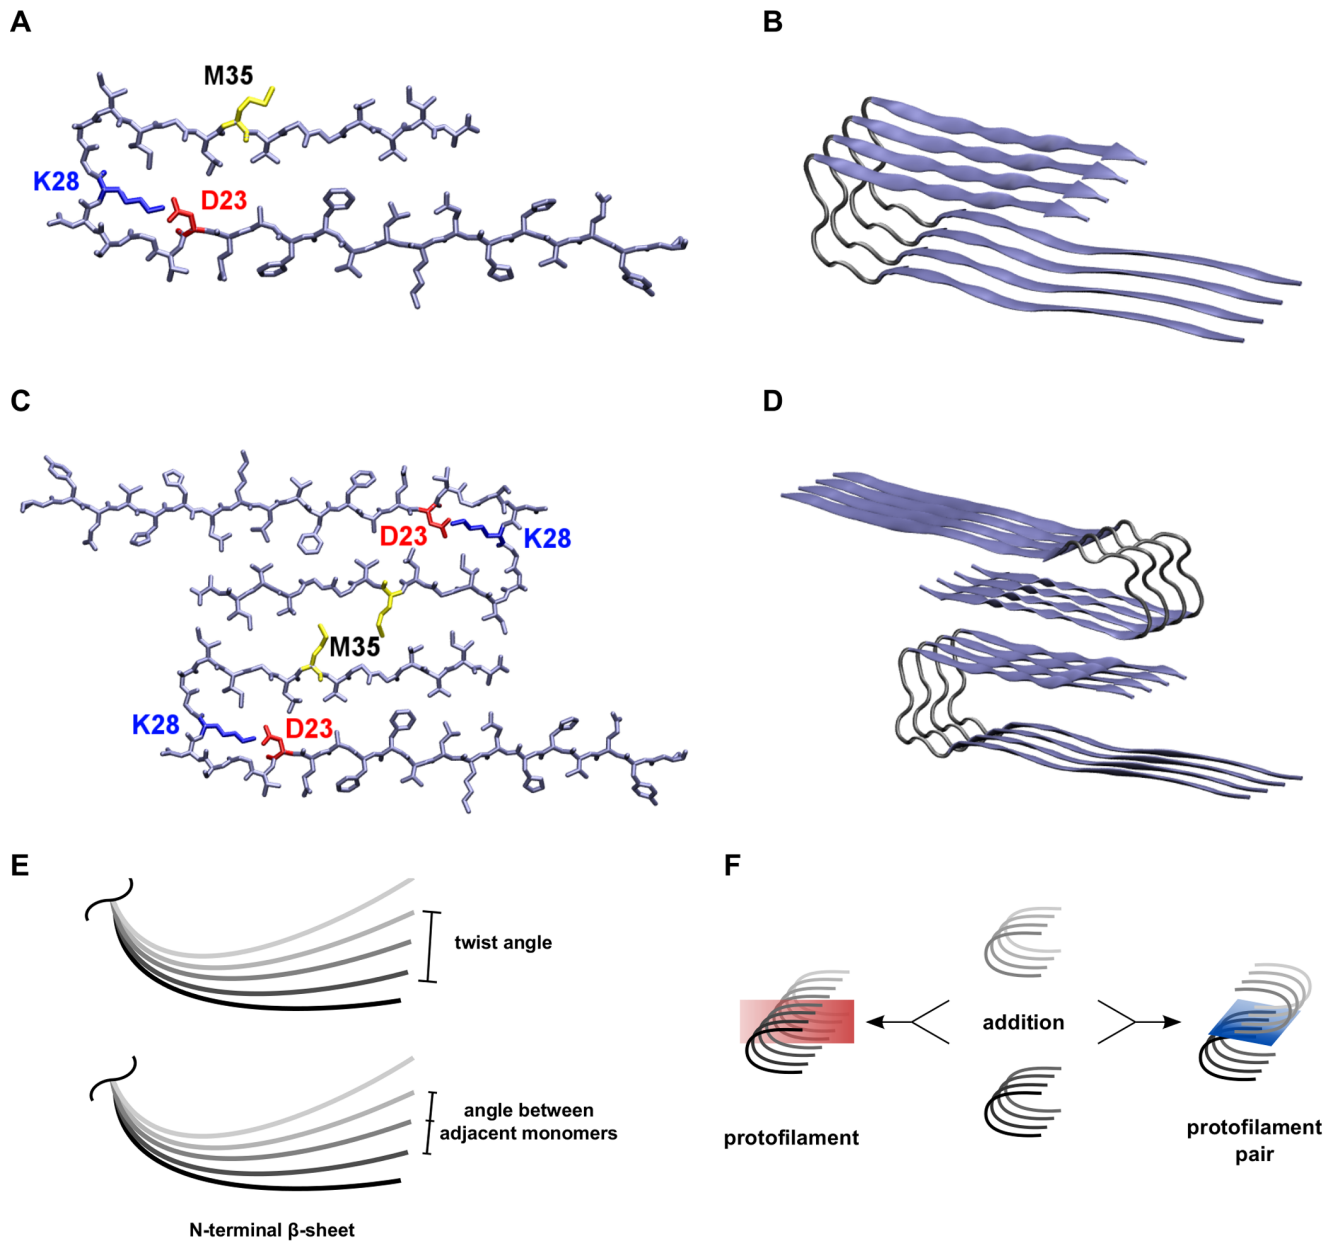 A
B
M35
K28
D23
C
D
D23
K28
M35
K28
D23
E
F
twist angle
addition
angle between
adjacent monomers
protofilament
protofilament
pair
N-terminal β-sheet